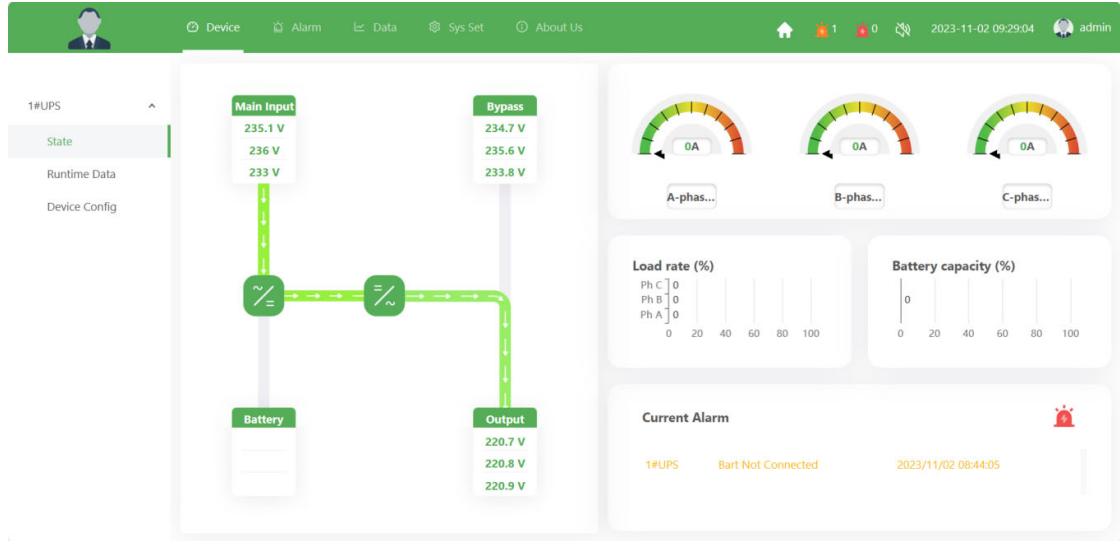 Device Alarm Data Sys Set About Us 1 0 2023-11-02 09:29:04 admin
1#UPS
State
Runtime Data
Device Config
Main Input
235.1 V
236 V
233 V
Bypass
234.7 V
235.6 V
233.8 V
Battery
Output
220.7 V
220.8 V
220.9 V
0A 0A 0A
A-phas... B-phas... C-phas...
Load rate (%)
Ph C 0
Ph B 0
Ph A 0
0 20 40 60 80 100
Battery capacity (%)
0
0 20 40 60 80 100
Current Alarm
1#UPS Bart Not Connected 2023/11/02 08:44:05